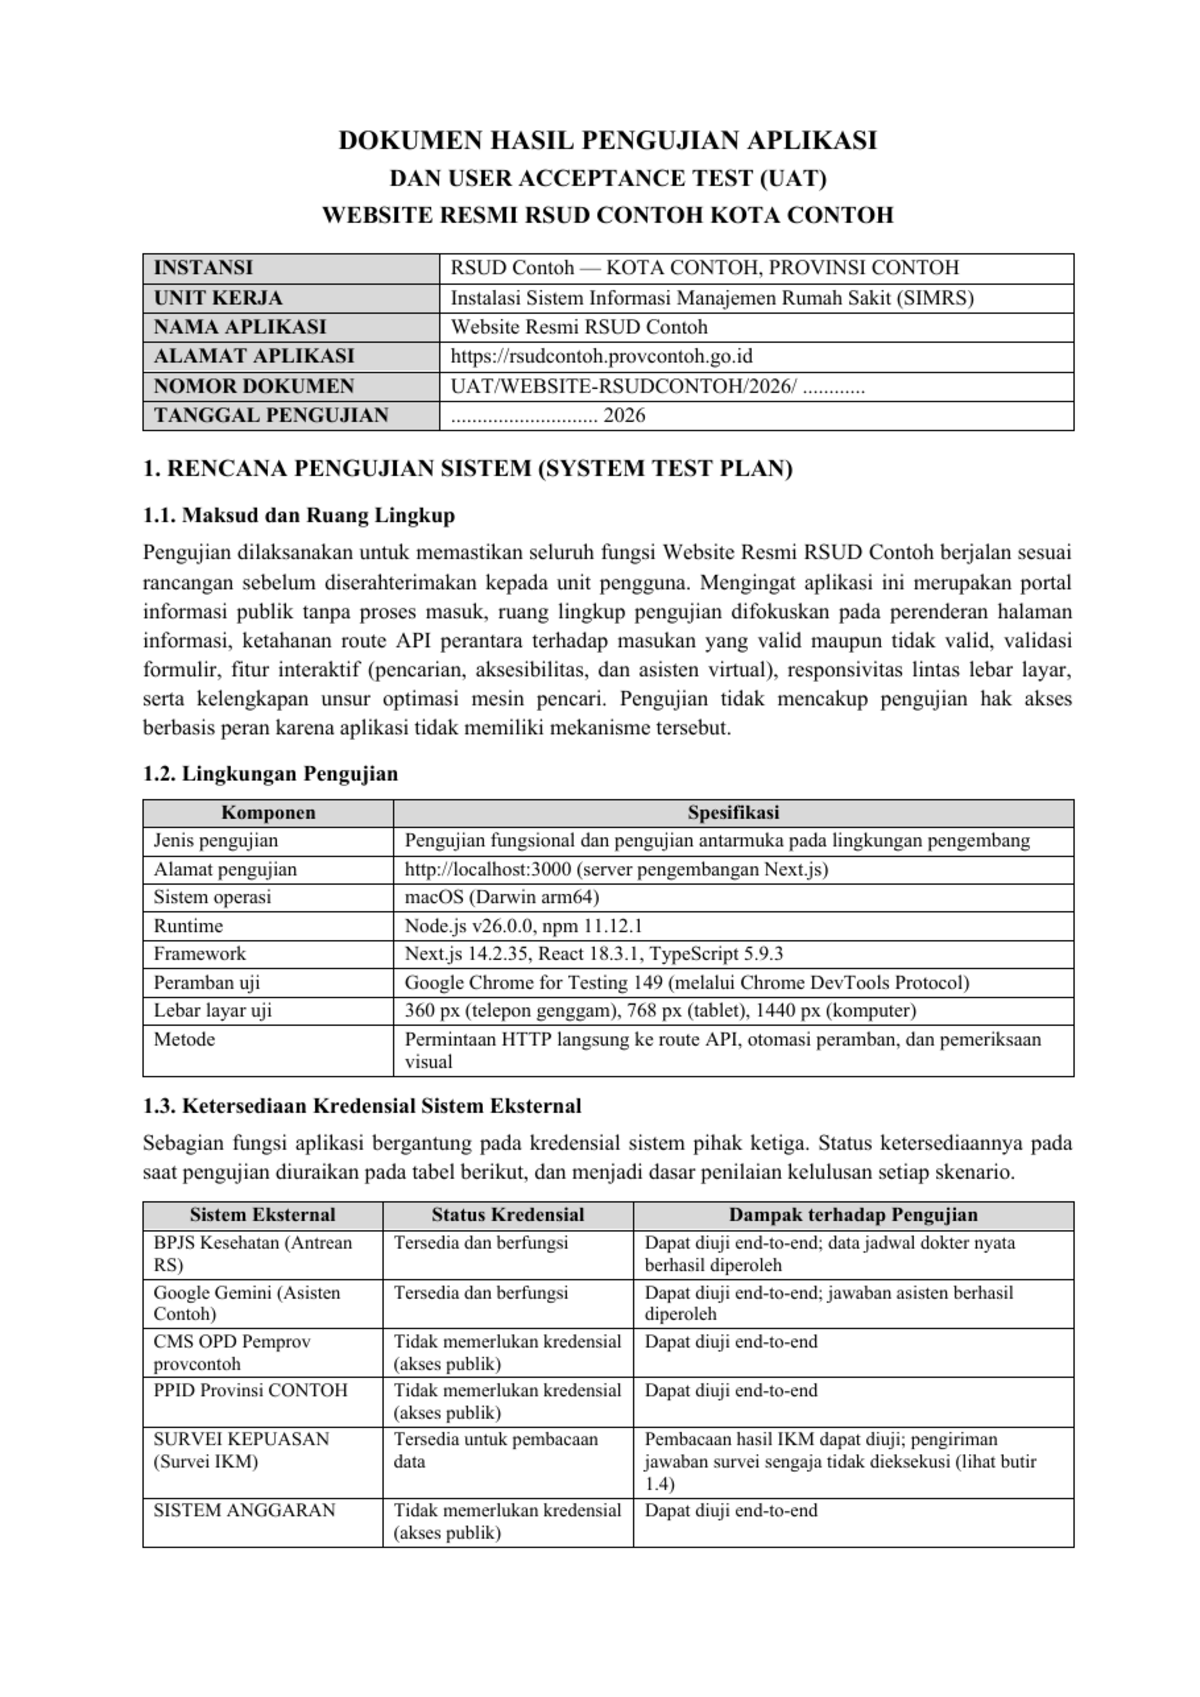 DOKUMEN HASIL PENGUJIAN APLIKASI
DAN USER ACCEPTANCE TEST (UAT)
WEBSITE RESMI RSUD CONTOH KOTA CONTOH
INSTANSI RSUD Contoh — KOTA CONTOH, PROVINSI CONTOH
UNIT KERJA Instalasi Sistem Informasi Manajemen Rumah Sakit (SIMRS)
NAMA APLIKASI Website Resmi RSUD Contoh
ALAMAT APLIKASI https://rsudcontoh.provcontoh.go.id
NOMOR DOKUMEN UAT/WEBSITE-RSUDCONTOH/2026/ ............
TANGGAL PENGUJIAN ............................ 2026
1. RENCANA PENGUJIAN SISTEM (SYSTEM TEST PLAN)
1.1. Maksud dan Ruang Lingkup
Pengujian dilaksanakan untuk memastikan seluruh fungsi Website Resmi RSUD Contoh berjalan sesuai
rancangan sebelum diserahterimakan kepada unit pengguna. Mengingat aplikasi ini merupakan portal
informasi publik tanpa proses masuk, ruang lingkup pengujian difokuskan pada perenderan halaman
informasi, ketahanan route API perantara terhadap masukan yang valid maupun tidak valid, validasi
formulir, fitur interaktif (pencarian, aksesibilitas, dan asisten virtual), responsivitas lintas lebar layar,
serta kelengkapan unsur optimasi mesin pencari. Pengujian tidak mencakup pengujian hak akses
berbasis peran karena aplikasi tidak memiliki mekanisme tersebut.
1.2. Lingkungan Pengujian
Komponen Spesifikasi
Jenis pengujian Pengujian fungsional dan pengujian antarmuka pada lingkungan pengembang
Alamat pengujian http://localhost:3000 (server pengembangan Next.js)
Sistem operasi macOS (Darwin arm64)
Runtime Node.js v26.0.0, npm 11.12.1
Framework Next.js 14.2.35, React 18.3.1, TypeScript 5.9.3
Peramban uji Google Chrome for Testing 149 (melalui Chrome DevTools Protocol)
Lebar layar uji 360 px (telepon genggam), 768 px (tablet), 1440 px (komputer)
Metode Permintaan HTTP langsung ke route API, otomasi peramban, dan pemeriksaan
visual
1.3. Ketersediaan Kredensial Sistem Eksternal
Sebagian fungsi aplikasi bergantung pada kredensial sistem pihak ketiga. Status ketersediaannya pada
saat pengujian diuraikan pada tabel berikut, dan menjadi dasar penilaian kelulusan setiap skenario.
Sistem Eksternal Status Kredensial Dampak terhadap Pengujian
BPJS Kesehatan (Antrean Tersedia dan berfungsi Dapat diuji end-to-end; data jadwal dokter nyata
RS) berhasil diperoleh
Google Gemini (Asisten Tersedia dan berfungsi Dapat diuji end-to-end; jawaban asisten berhasil
Contoh) diperoleh
CMS OPD Pemprov Tidak memerlukan kredensial Dapat diuji end-to-end
provcontoh (akses publik)
PPID Provinsi CONTOH Tidak memerlukan kredensial Dapat diuji end-to-end
(akses publik)
SURVEI KEPUASAN Tersedia untuk pembacaan Pembacaan hasil IKM dapat diuji; pengiriman
(Survei IKM) data jawaban survei sengaja tidak dieksekusi (lihat butir
1.4)
SISTEM ANGGARAN Tidak memerlukan kredensial Dapat diuji end-to-end
(akses publik)